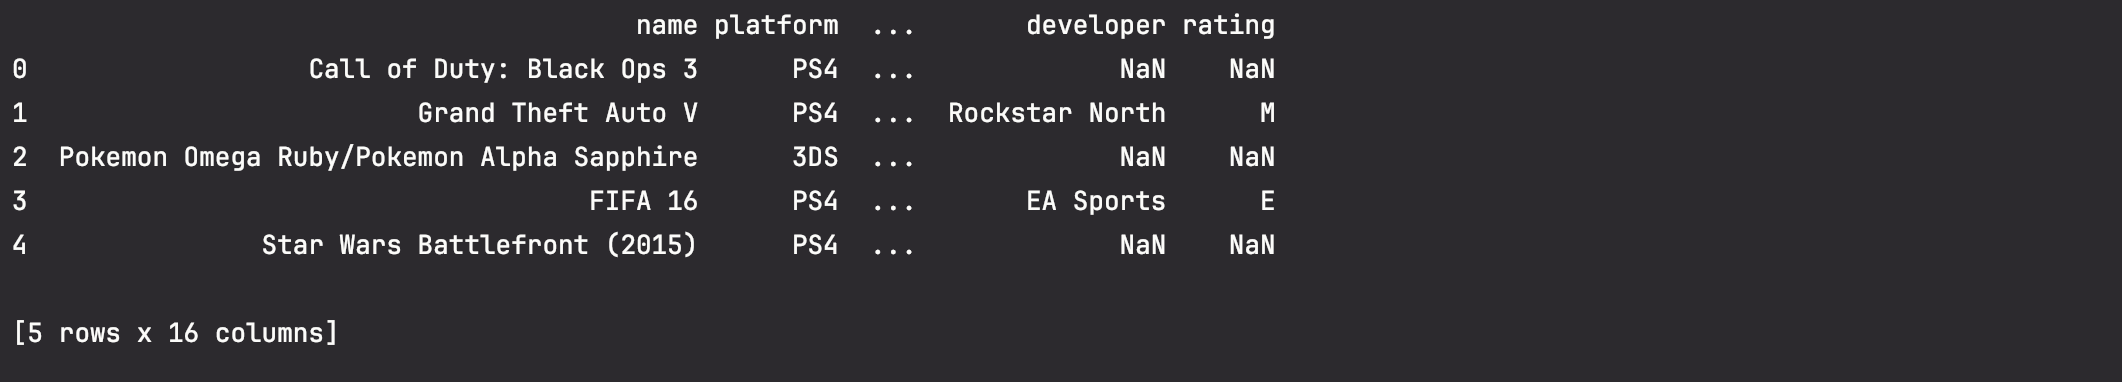 name platform ... developer rating
0 Call of Duty: Black Ops 3 PS4 ... NaN NaN
1 Grand Theft Auto V PS4 ... Rockstar North M
2 Pokemon Omega Ruby/Pokemon Alpha Sapphire 3DS ... NaN NaN
3 FIFA 16 PS4 ... EA Sports E
4 Star Wars Battlefront (2015) PS4 ... NaN NaN
[5 rows x 16 columns]